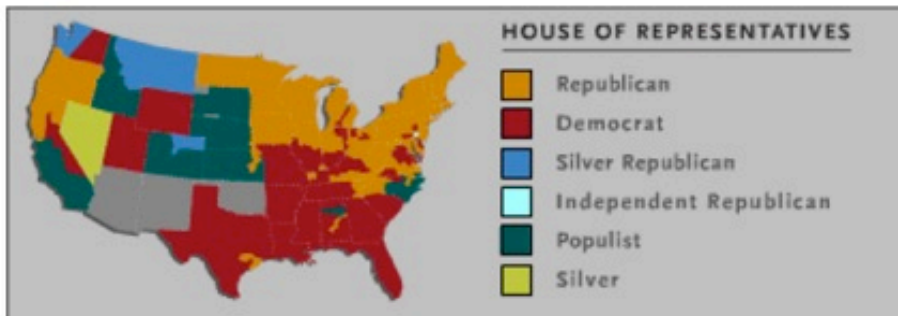 HOUSE OF REPRESENTATIVES
Republican
Democrat
Silver Republican
Independent Republican
Populist
Silver